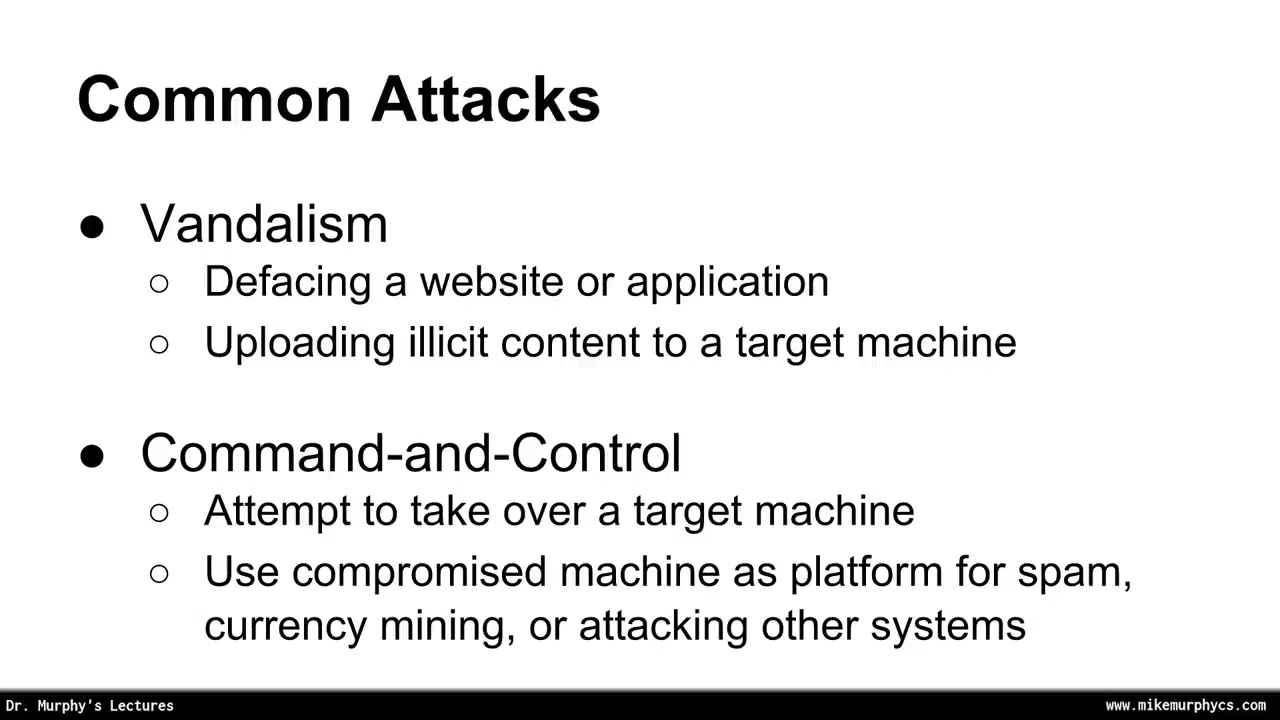 Common Attacks
● Vandalism
○ Defacing a website or application
○ Uploading illicit content to a target machine
● Command-and-Control
○ Attempt to take over a target machine
○ Use compromised machine as platform for spam,
currency mining, or attacking other systems
Dr. Murphy's Lectures
www.mikemurphycs.com